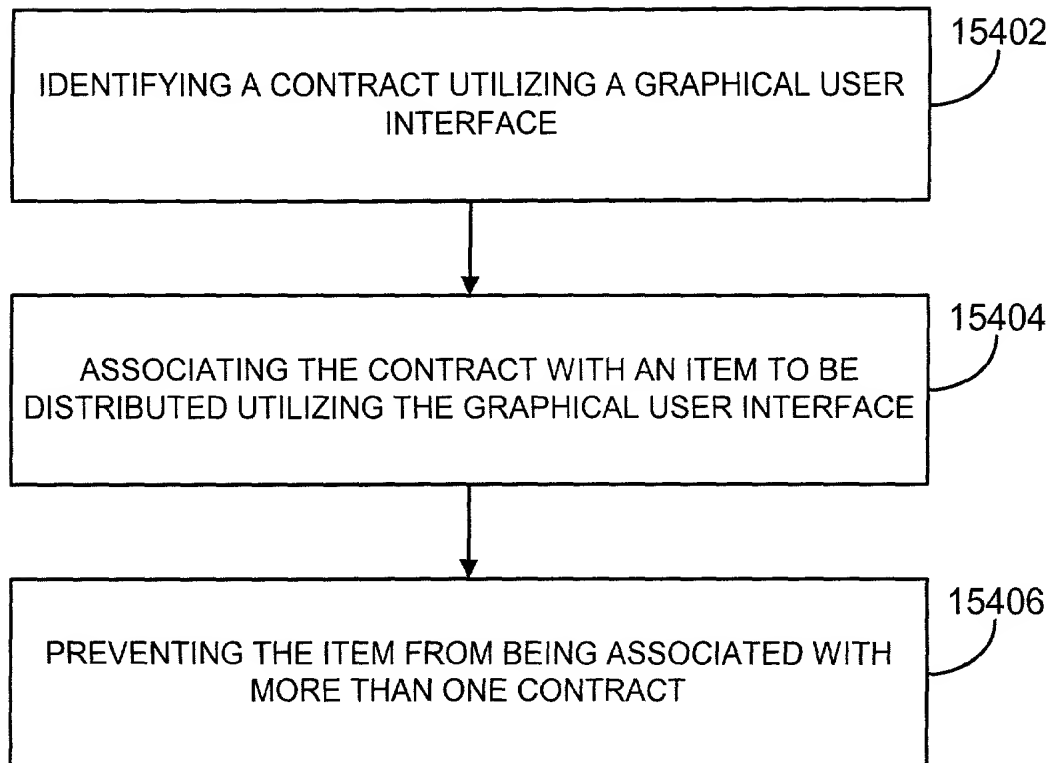 15402
IDENTIFYING A CONTRACT UTILIZING A GRAPHICAL USER
INTERFACE
15404
ASSOCIATING THE CONTRACT WITH AN ITEM TO BE
DISTRIBUTED UTILIZING THE GRAPHICAL USER INTERFACE
15406
PREVENTING THE ITEM FROM BEING ASSOCIATED WITH
MORE THAN ONE CONTRACT